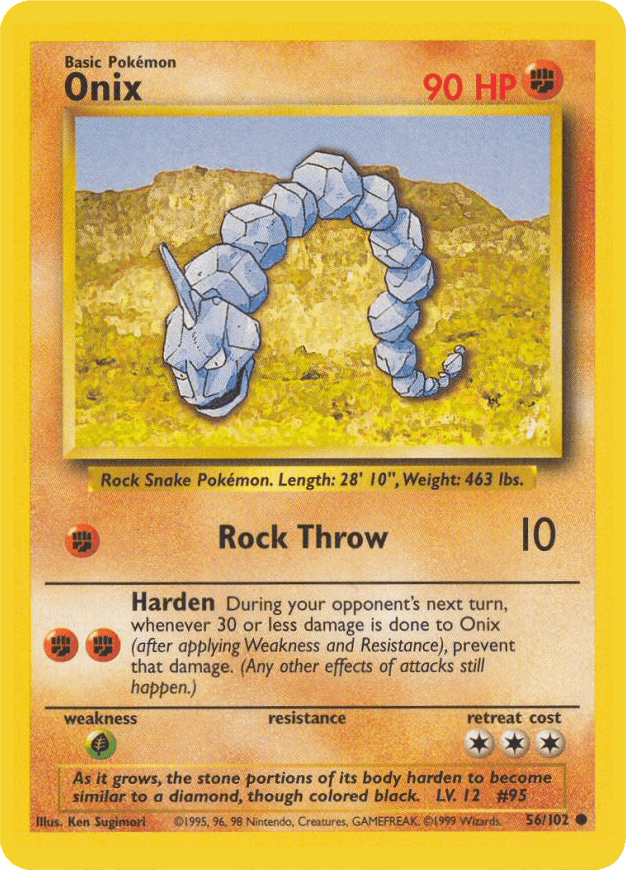 Basic Pokémon
Onix
90 HP
Rock Snake Pokémon. Length: 28' 10", Weight: 463 lbs.
Rock Throw 10
Harden During your opponent's next turn,
whenever 30 or less damage is done to Onix
(after applying Weakness and Resistance), prevent
that damage. (Any other effects of attacks still
happen.)
weakness resistance retreat cost
As it grows, the stone portions of its body harden to become
similar to a diamond, though colored black. LV. 12 #95
Illus. Ken Sugimori ©1995, 96, 98 Nintendo, Creatures, GAMEFREAK. ©1999 Wizards. 56/102